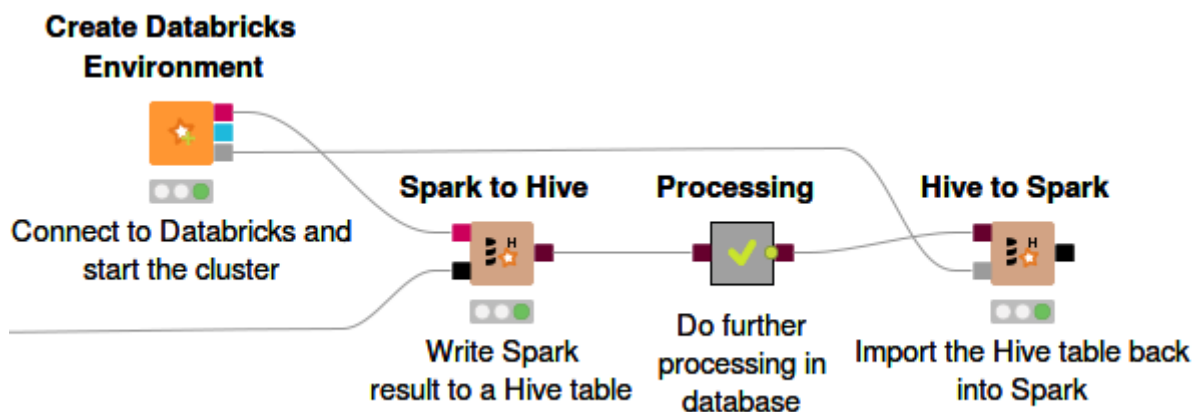 Create Databricks
Environment
Connect to Databricks and
start the cluster
Spark to Hive
H
Write Spark
result to a Hive table
Processing
Do further
processing in
database
Hive to Spark
H
Import the Hive table back
into Spark